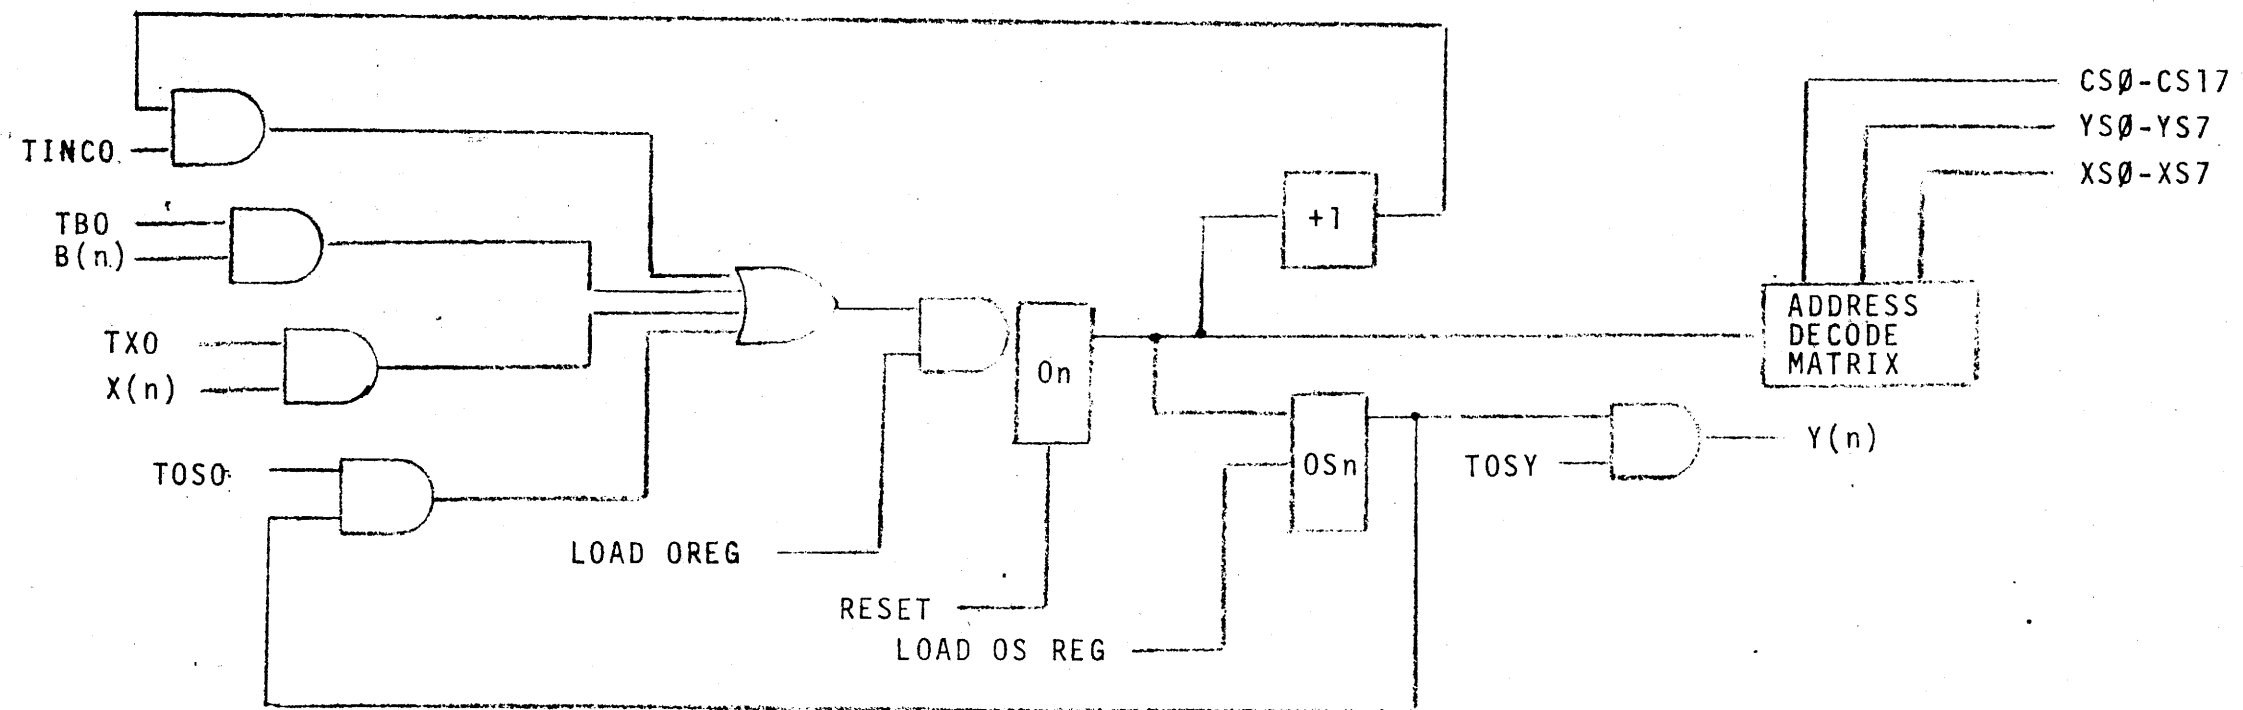 CSØ-CS17
YSØ-YS7
XSØ-XS7
TINCO
+1
TBO
B(n)
ADDRESS
DECODE
MATRIX
TXO
X(n)
On
Y(n)
TOSO
OSn
TOSY
LOAD OREG
RESET
LOAD OS REG